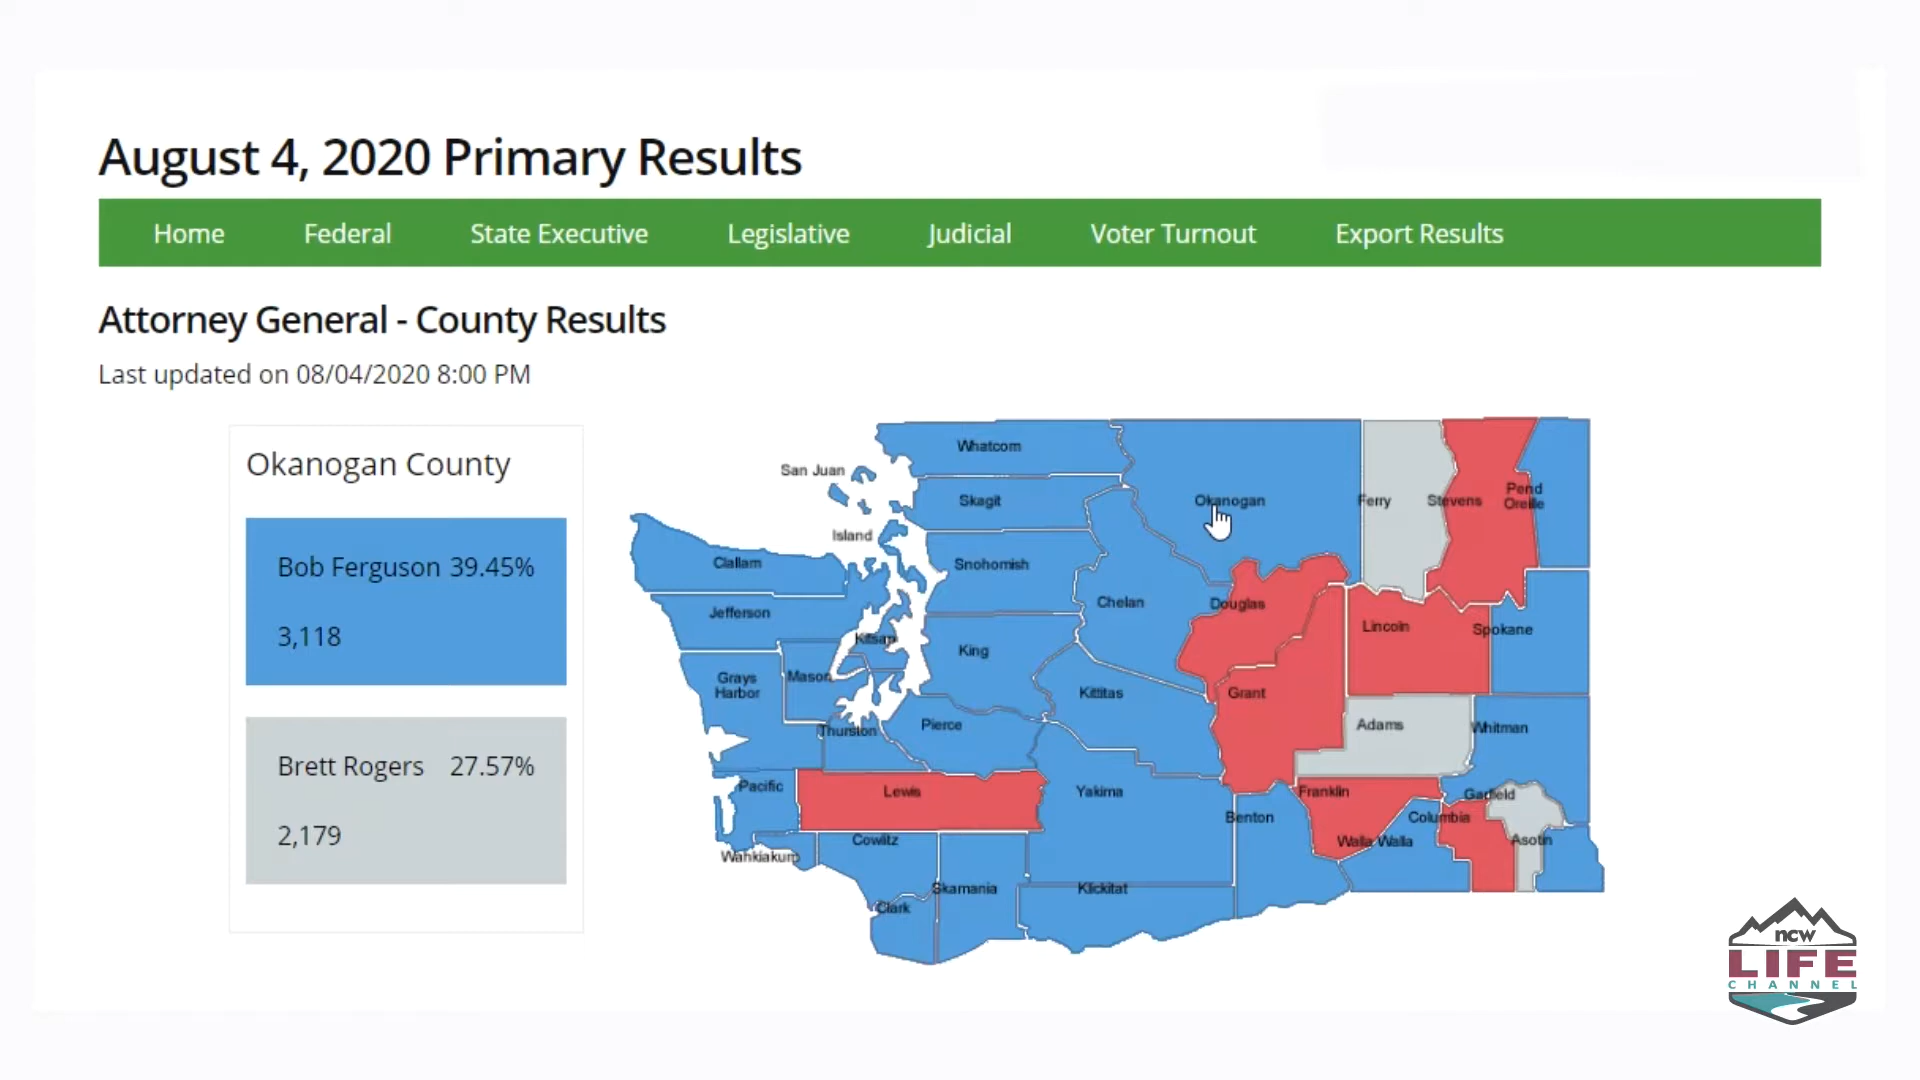 August 4, 2020 Primary Results
Home Federal State Executive Legislative Judicial Voter Turnout Export Results
Attorney General - County Results
Last updated on 08/04/2020 8:00 PM
Okanogan County
Bob Ferguson 39.45%
3,118
Brett Rogers 27.57%
2,179
Whatcom
San Juan
Skagit
Okanogan
Ferry
Stevens
Pend
Oreille
Island
Clallam
Snohomish
Chelan
Douglas
Jefferson
Kitsap
King
Lincoln
Spokane
Grays
Harbor
Mason
Kittitas
Grant
Thurston
Pierce
Adams
Whitman
Pacific
Lewis
Yakima
Franklin
Garfield
Benton
Columbia
Wahkiakum
Cowlitz
Walla Walla
Asotin
Skamania
Klickitat
Clark
ncw
LIFE
CHANNEL